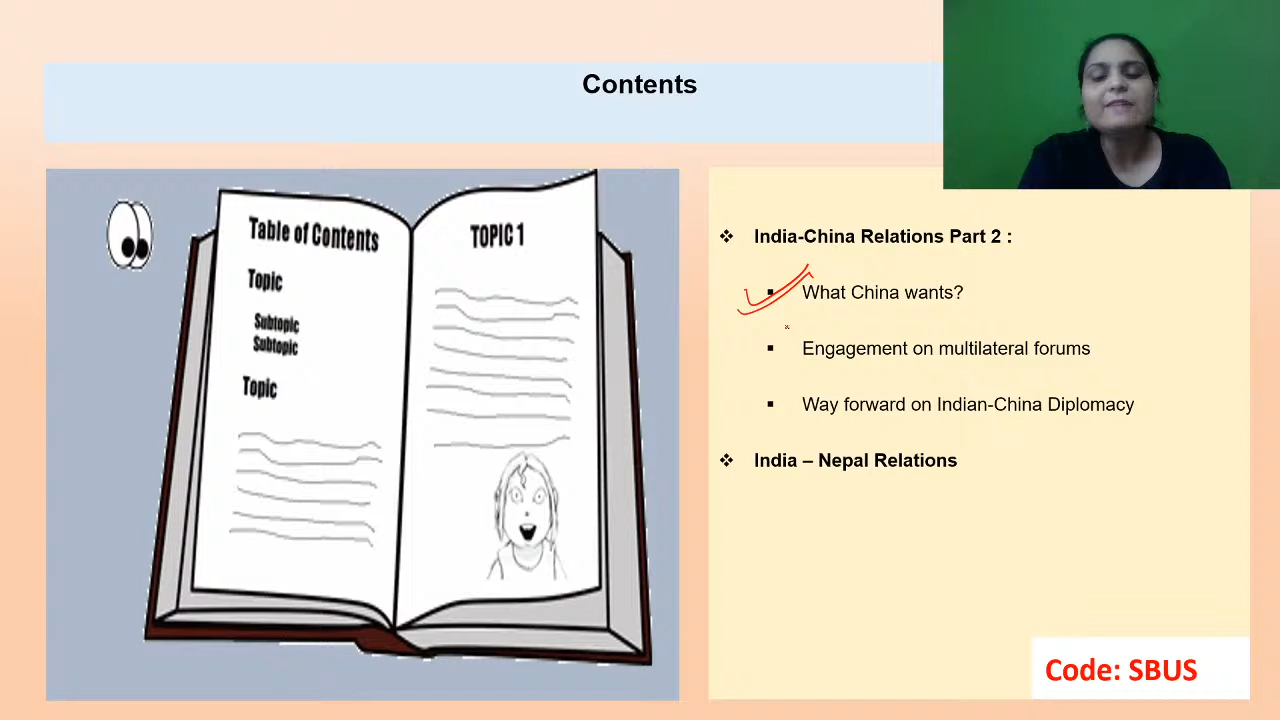 Contents
Table of Contents
Topic
Subtopic
Subtopic
Topic
TOPIC 1
❖ India-China Relations Part 2 :
▪ What China wants?
▪ Engagement on multilateral forums
▪ Way forward on Indian-China Diplomacy
❖ India – Nepal Relations
Code: SBUS